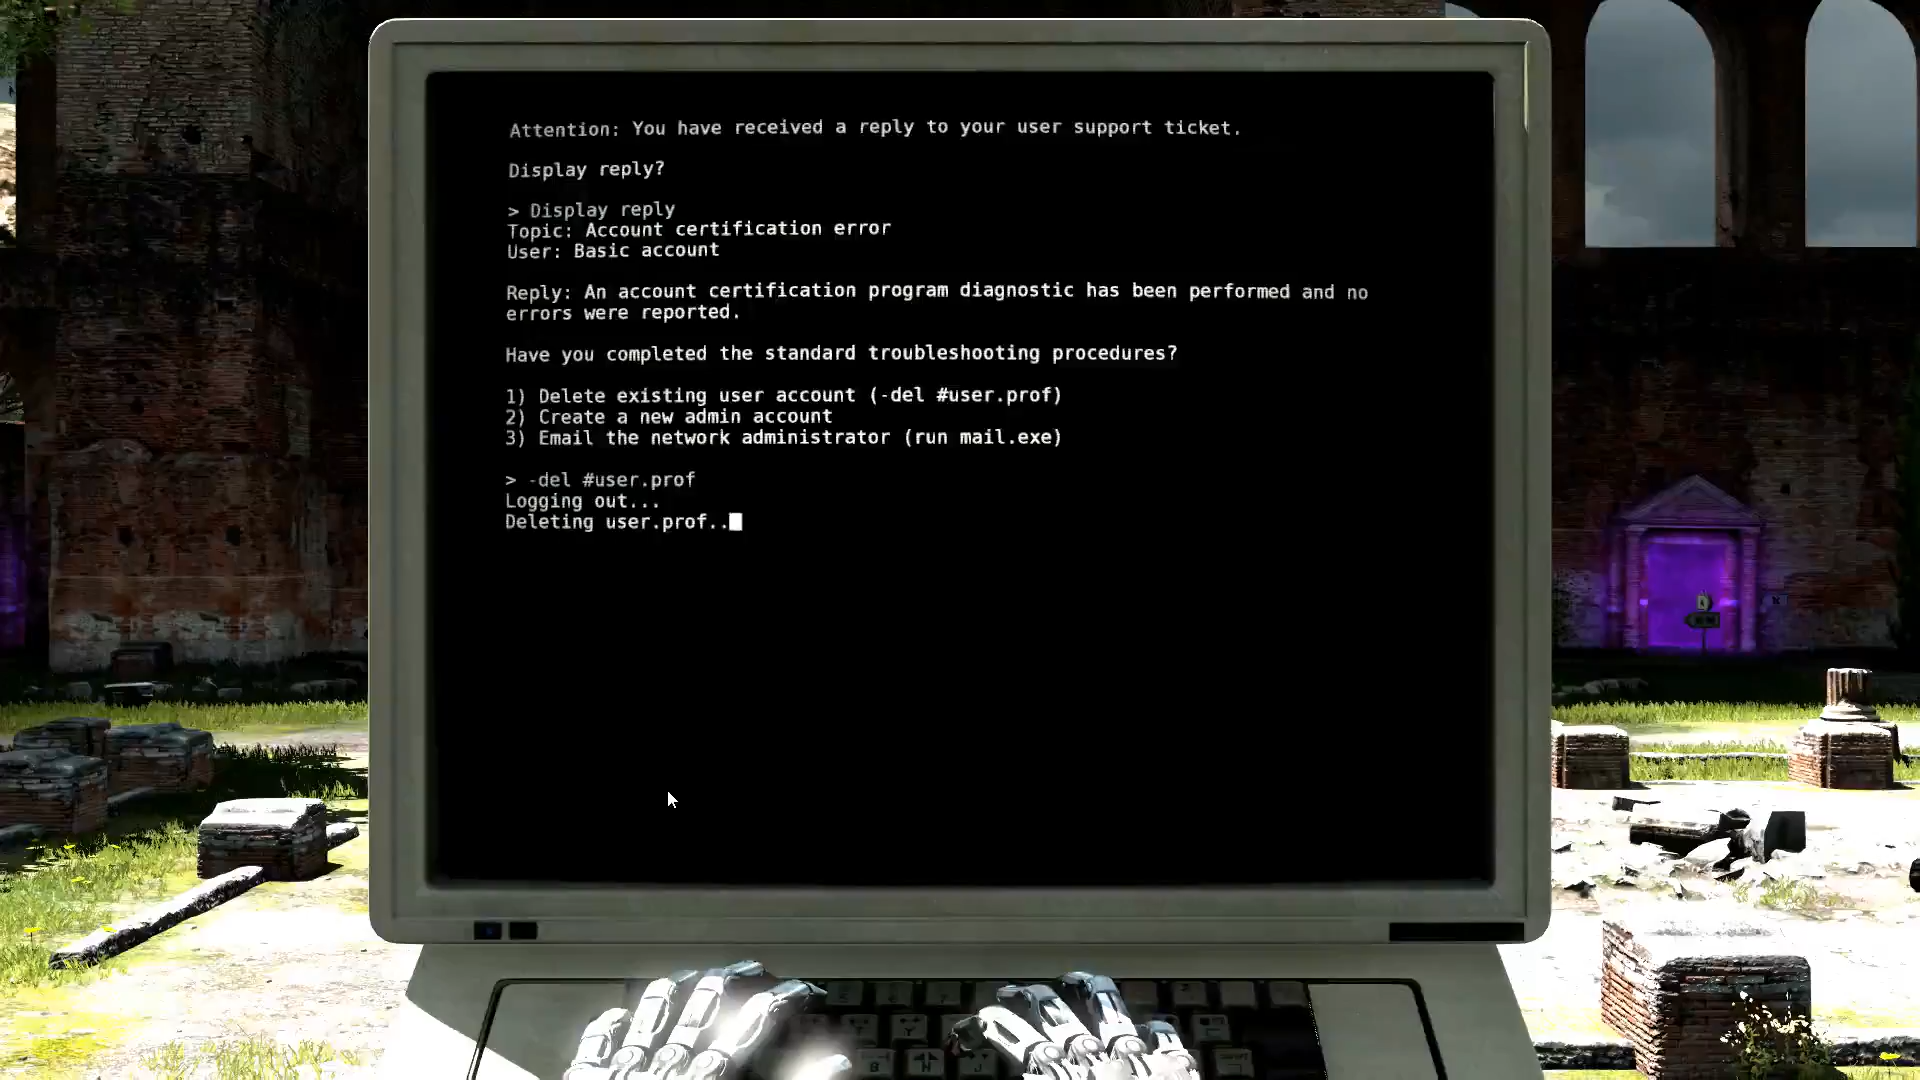 Attention: You have received a reply to your user support ticket.
Display reply?
> Display reply
Topic: Account certification error
User: Basic account
Reply: An account certification program diagnostic has been performed and no
errors were reported.
Have you completed the standard troubleshooting procedures?
1) Delete existing user account (-del #user.prof)
2) Create a new admin account
3) Email the network administrator (run mail.exe)
> -del #user.prof
Logging out...
Deleting user.prof..